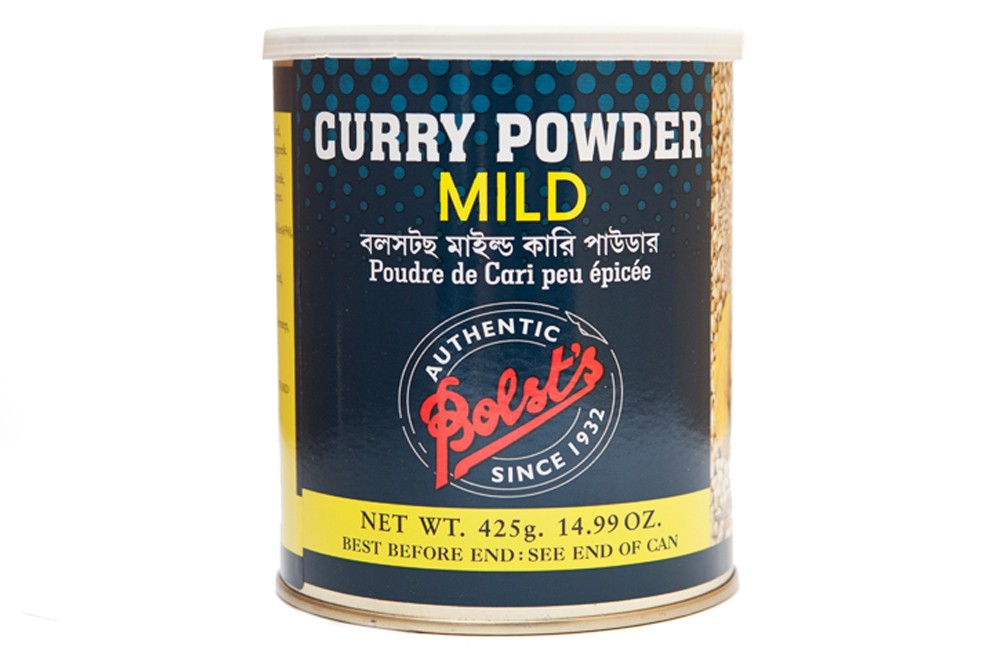 CURRY POWDER
MILD
বলসটছ মাইল্ড কারি পাউডার
Poudre de Cari peu épicée
AUTHENTIC
Bolst's
SINCE 1932
NET WT. 425g. 14.99 OZ.
BEST BEFORE END: SEE END OF CAN